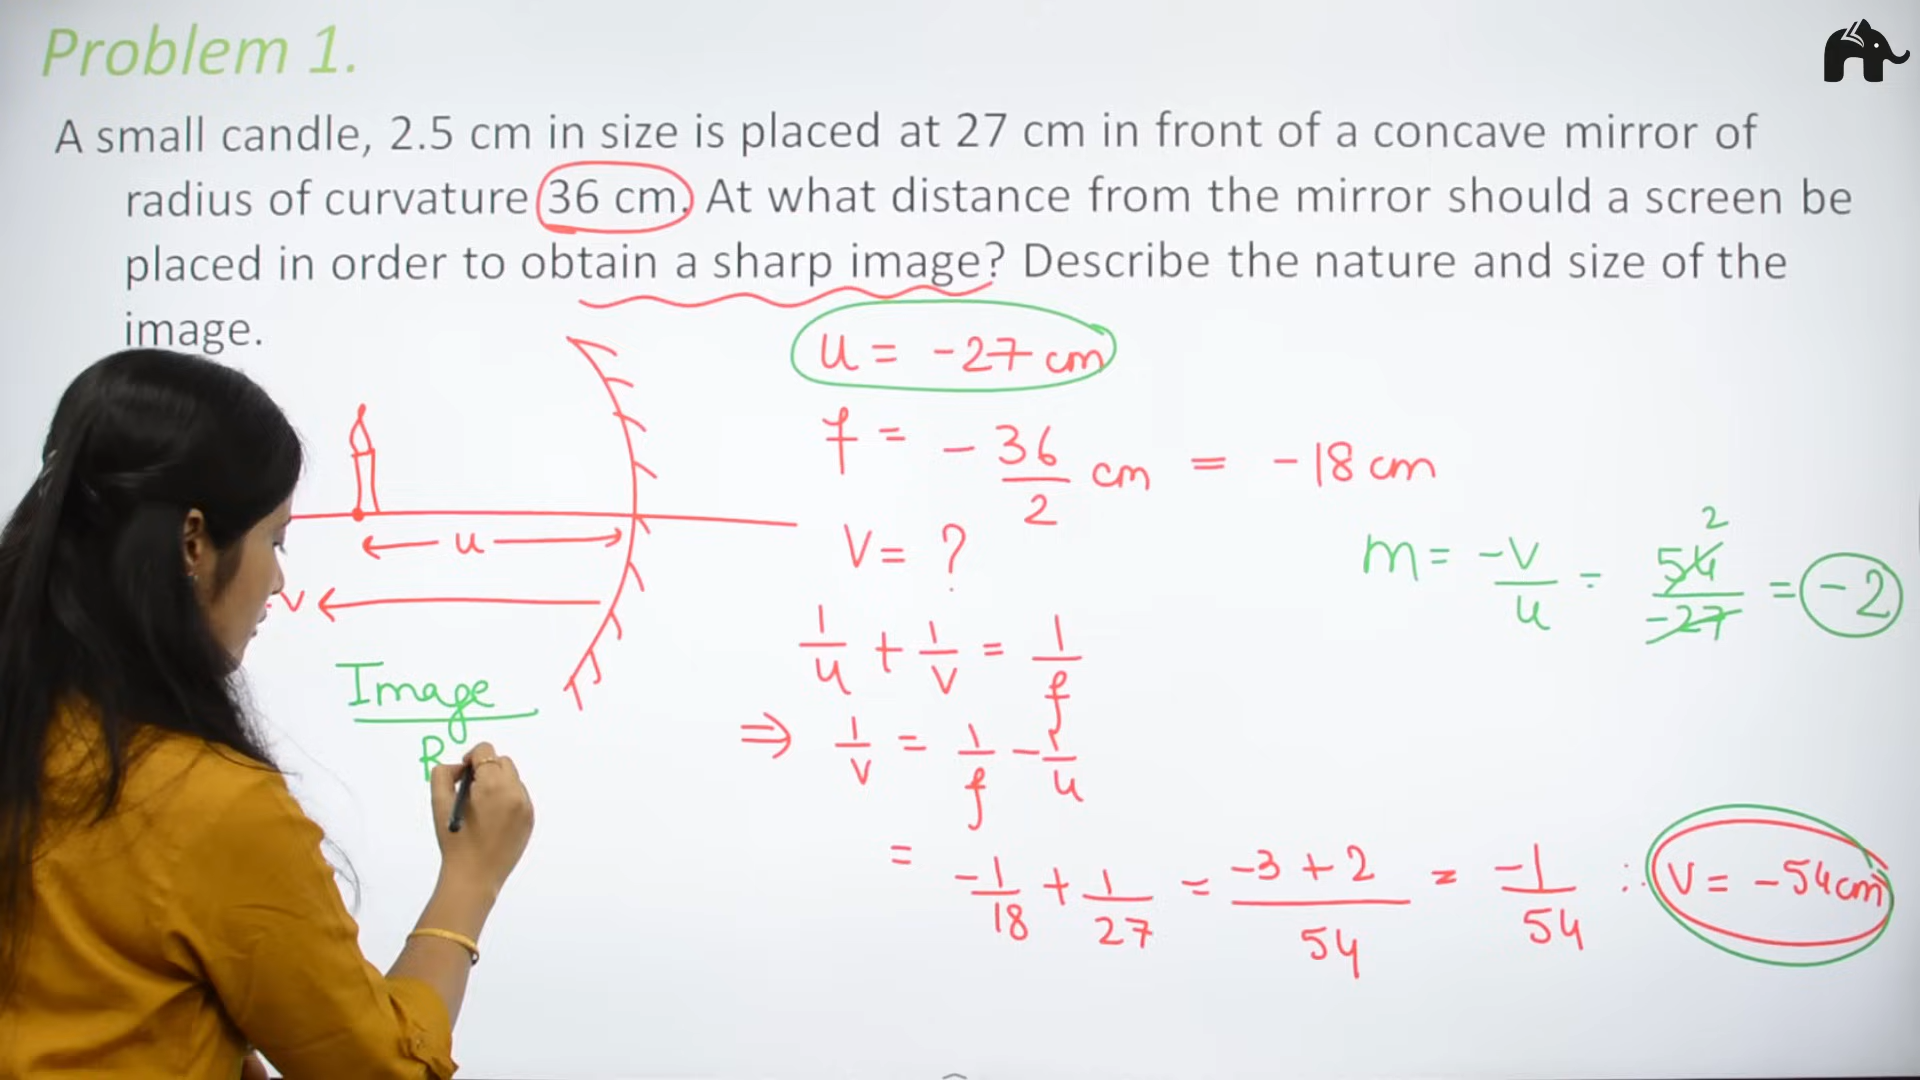 Problem 1.
A small candle, 2.5 cm in size is placed at 27 cm in front of a concave mirror of
radius of curvature 36 cm. At what distance from the mirror should a screen be
placed in order to obtain a sharp image? Describe the nature and size of the
image.
u = -27 cm
f = -36/2 cm = -18 cm
V = ?
m = -v/u = 54/-27 = -2
2
u
v
1/u + 1/v = 1/f
Image
R
⇒ 1/v = 1/f - 1/u
= -1/18 + 1/27 = -3+2/54 = -1/54 ∴ V = -54 cm